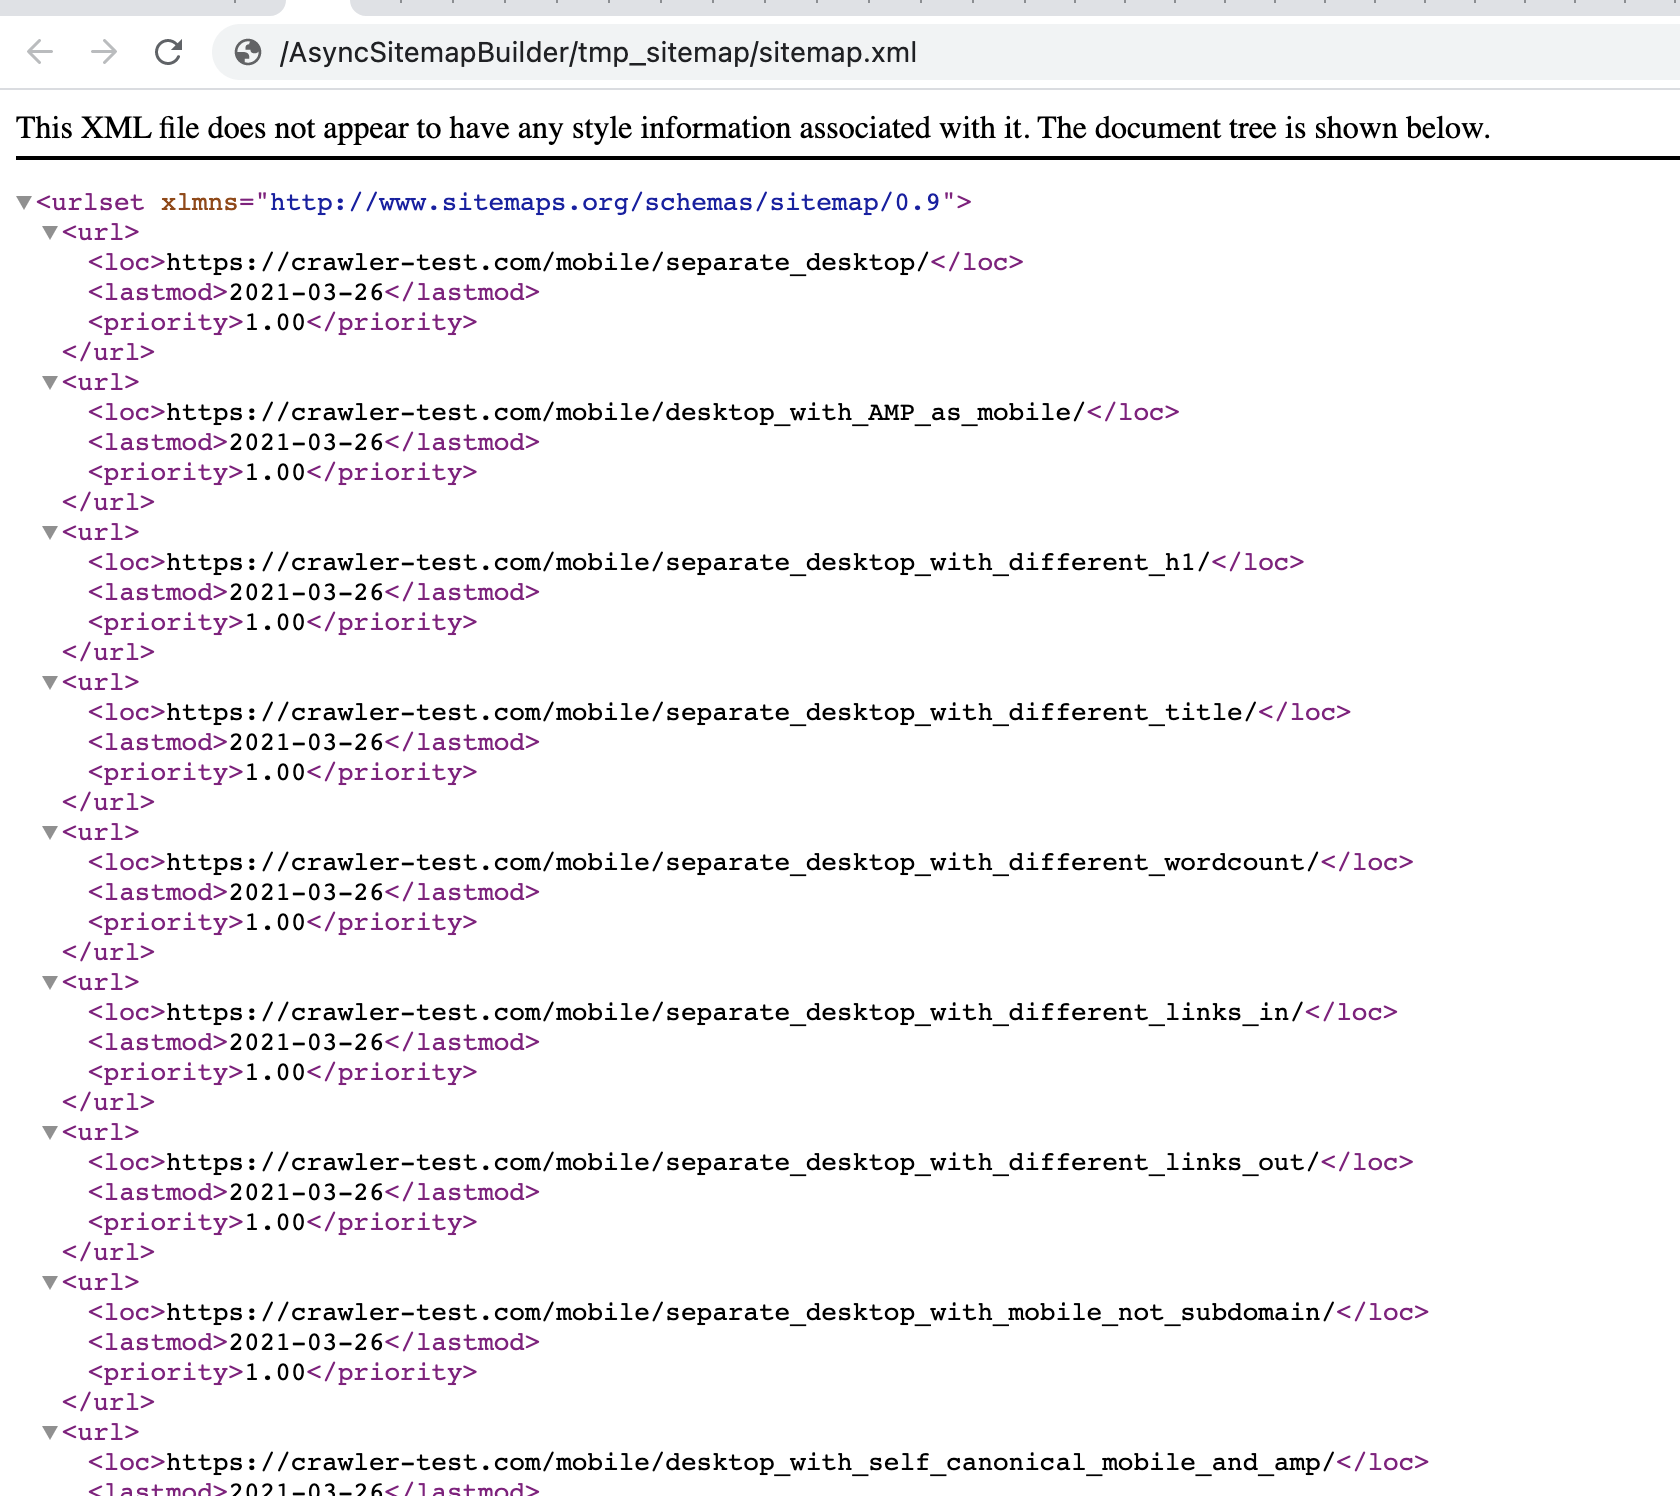 /AsyncSitemapBuilder/tmp_sitemap/sitemap.xml
This XML file does not appear to have any style information associated with it. The document tree is shown below.
<urlset xlmns="http://www.sitemaps.org/schemas/sitemap/0.9">
<url>
<loc>https://crawler-test.com/mobile/separate_desktop/</loc>
<lastmod>2021-03-26</lastmod>
<priority>1.00</priority>
</url>
<url>
<loc>https://crawler-test.com/mobile/desktop_with_AMP_as_mobile/</loc>
<lastmod>2021-03-26</lastmod>
<priority>1.00</priority>
</url>
<url>
<loc>https://crawler-test.com/mobile/separate_desktop_with_different_h1/</loc>
<lastmod>2021-03-26</lastmod>
<priority>1.00</priority>
</url>
<url>
<loc>https://crawler-test.com/mobile/separate_desktop_with_different_title/</loc>
<lastmod>2021-03-26</lastmod>
<priority>1.00</priority>
</url>
<url>
<loc>https://crawler-test.com/mobile/separate_desktop_with_different_wordcount/</loc>
<lastmod>2021-03-26</lastmod>
<priority>1.00</priority>
</url>
<url>
<loc>https://crawler-test.com/mobile/separate_desktop_with_different_links_in/</loc>
<lastmod>2021-03-26</lastmod>
<priority>1.00</priority>
</url>
<url>
<loc>https://crawler-test.com/mobile/separate_desktop_with_different_links_out/</loc>
<lastmod>2021-03-26</lastmod>
<priority>1.00</priority>
</url>
<url>
<loc>https://crawler-test.com/mobile/separate_desktop_with_mobile_not_subdomain/</loc>
<lastmod>2021-03-26</lastmod>
<priority>1.00</priority>
</url>
<url>
<loc>https://crawler-test.com/mobile/desktop_with_self_canonical_mobile_and_amp/</loc>
<lastmod>2021-03-26</lastmod>